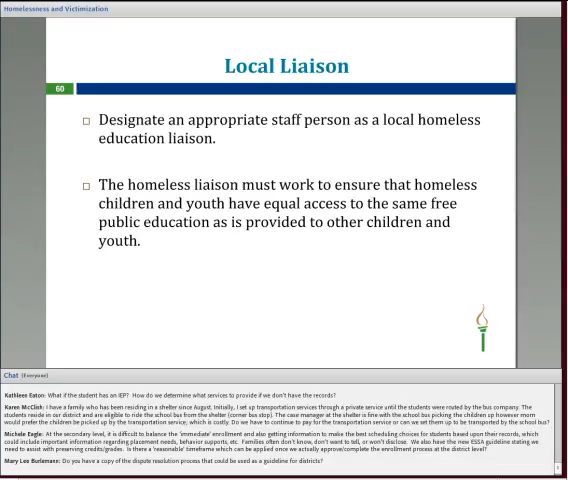 Homelessness and Victimization
Local Liaison
60
Designate an appropriate staff person as a local homeless
education liaison.
The homeless liaison must work to ensure that homeless
children and youth have equal access to the same free
public education as is provided to other children and
youth.
Chat (Everyone)
Kathleen Eaton: What if the student has an IEP? How do we determine what services to provide if we don't have the records?
Karen McClish: I have a family who has been residing in a shelter since August. Initially, I set up transportation services through a private service until the students were routed by the bus company. The
students reside in our district and are eligible to ride the school bus from the shelter (corner bus stop). The case manager at the shelter is fine with the school bus picking the children up however mom
would prefer the children be picked up by the transportation service; which is costly. Do we have to continue to pay for the transportation service or can we set them up to be transported by the school bus?
Michele Eagle: At the secondary level, it is difficult to balance the 'immediate' enrollment and also getting information to make the best scheduling choices for students based upon their records, which
could include important information regarding placement needs, behavior supports, etc. Families often don't know, don't want to tell, or won't disclose. We also have the new ESSA guideline stating we
need to assist with preserving credits/grades. Is there a 'reasonable' timeframe which can be applied once we actually approve/complete the enrollment process at the district level?
Mary Lee Burlemann: Do you have a copy of the dispute resolution process that could be used as a guideline for districts?